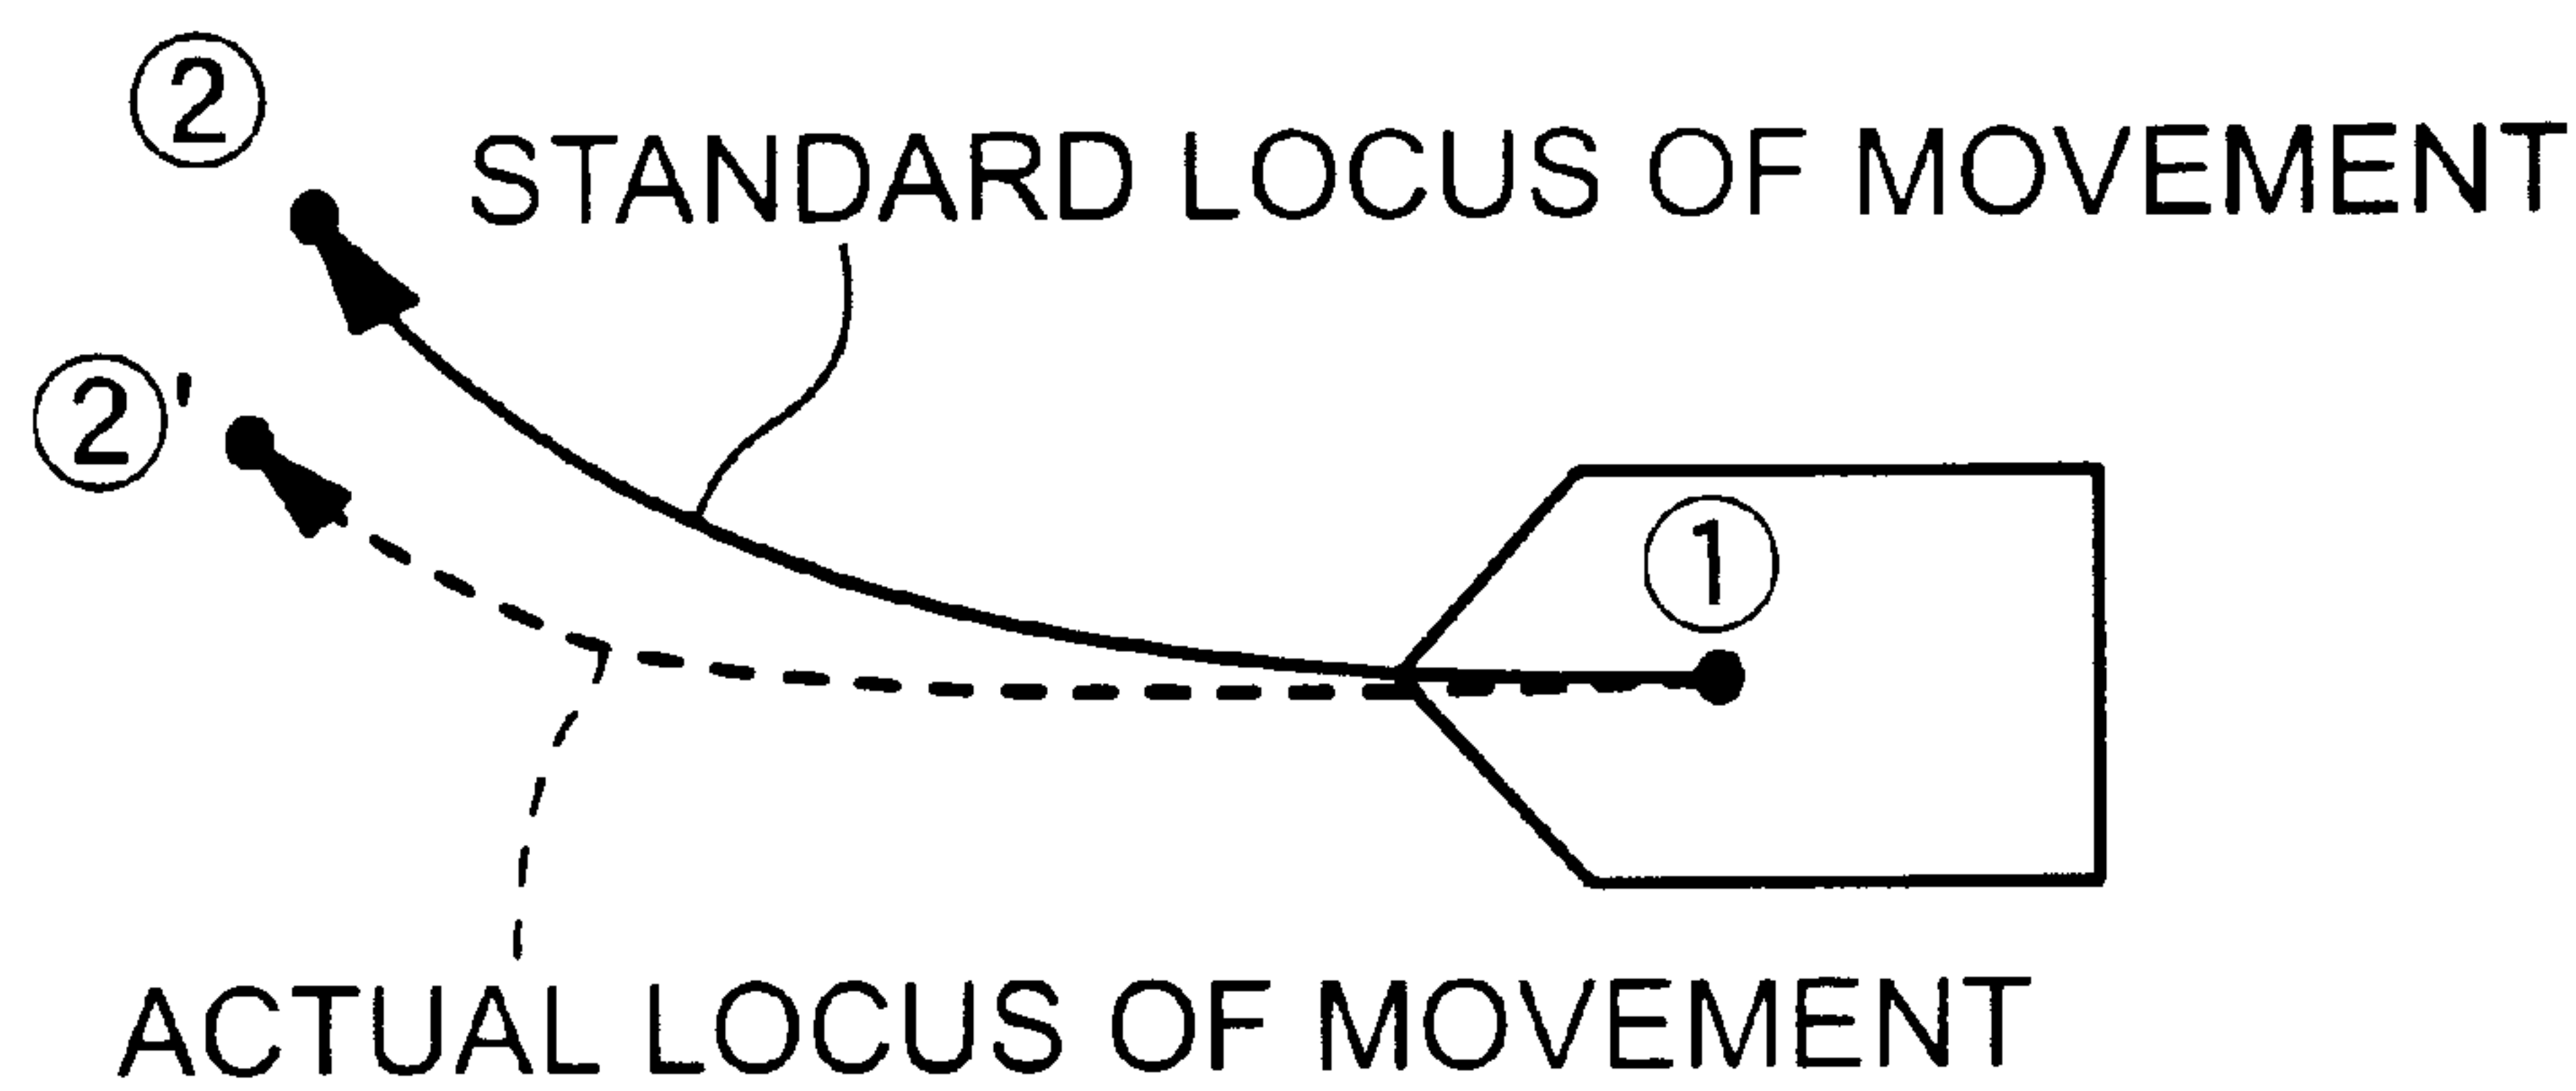 ②
STANDARD LOCUS OF MOVEMENT
②'
①
ACTUAL LOCUS OF MOVEMENT